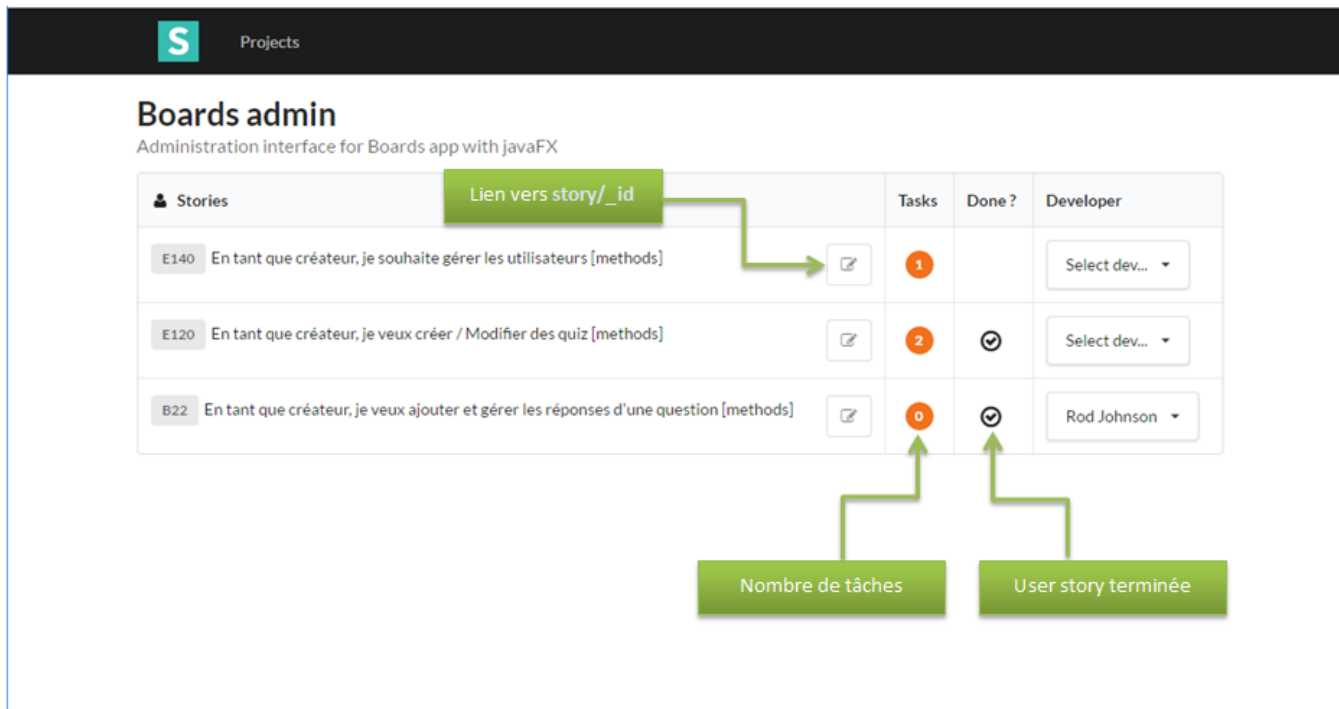 S Projects
Boards admin
Administration interface for Boards app with javaFX
Stories Lien vers story/_id Tasks Done ? Developer
E140 En tant que créateur, je souhaite gérer les utilisateurs [methods] 1 Select dev...
E120 En tant que créateur, je veux créer / Modifier des quiz [methods] 2 Select dev...
B22 En tant que créateur, je veux ajouter et gérer les réponses d'une question [methods] 0 Rod Johnson
Nombre de tâches User story terminée